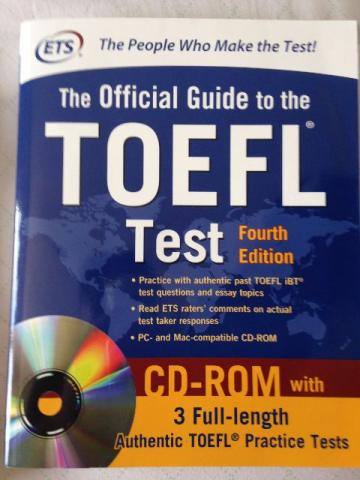 ETS The People Who Make the Test!
The Official Guide to the
TOEFL®
Test Fourth
Edition
• Practice with authentic past TOEFL iBT®
test questions and essay topics
• Read ETS raters' comments on actual
test taker responses
• PC- and Mac-compatible CD-ROM
CD-ROM with
3 Full-length
Authentic TOEFL® Practice Tests